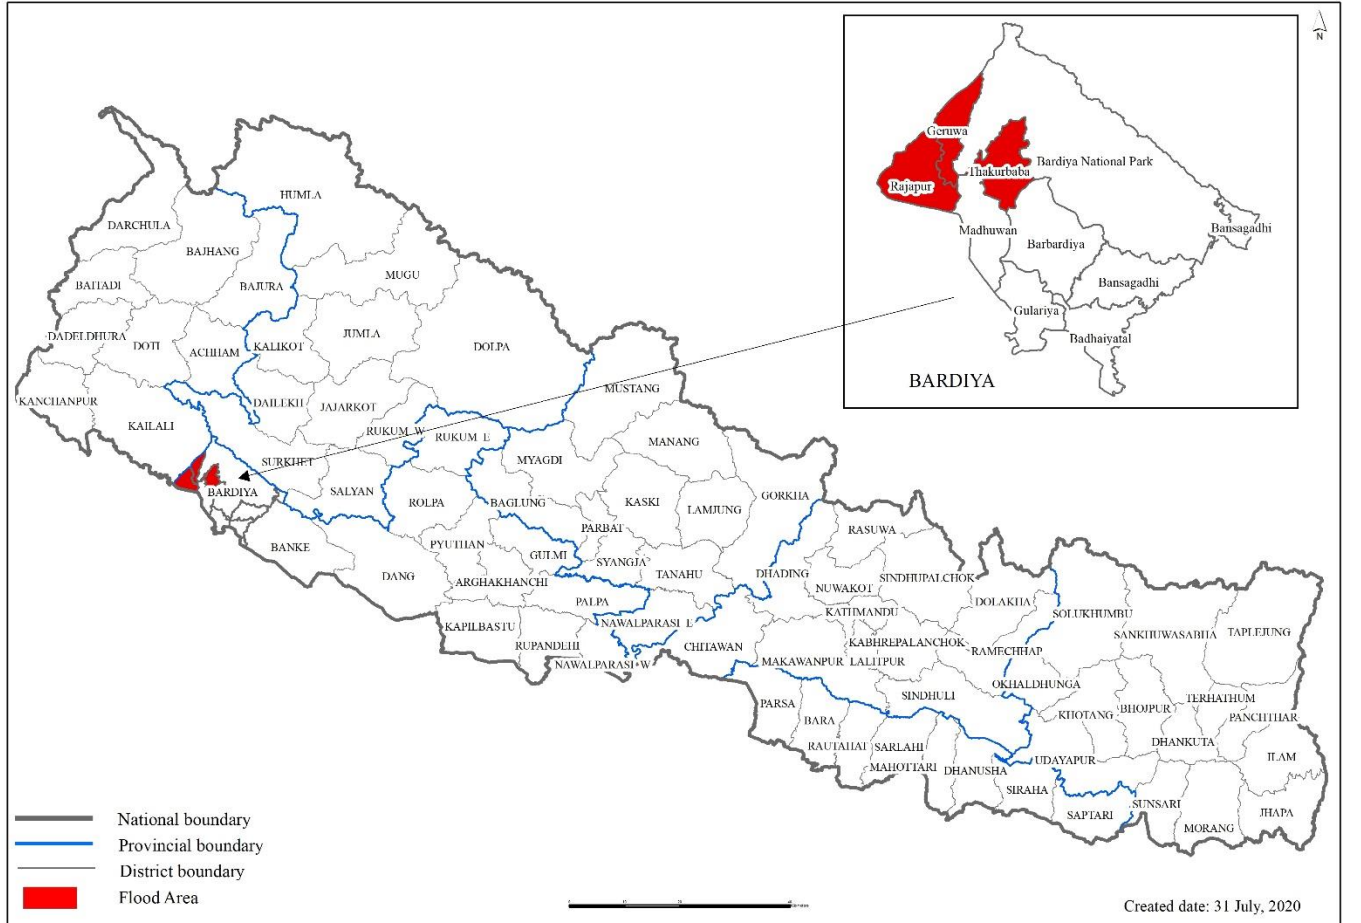 N
Geruwa
Bardiya National Park
Thakurbaba
Rajapur
Madhuwan
Bansagadhi
Barbardiya
Bansagadhi
Gulariya
Badhaiyatal
BARDIYA
HUMLA
DARCHULA
BAJHANG
MUGU
BAITADI
BAJURA
DADELDHURA
DOTI
ACHHAM
KALIKOT
JUMLA
DOLPA
MUSTANG
KANCHANPUR
DAILEKH
JAJARKOT
KAILALI
RUKUM_W
RUKUM_E
MANANG
SURKHET
MYAGDI
BARDIYA
SALYAN
ROLPA
BAGLUNG
KASKI
LAMJUNG
GORKHA
PARBAT
RASUWA
BANKE
PYUTHAN
GULMI
SYANGJA
TANAHU
DHADING
DANG
ARGHAKHANCHI
NUWAKOT
SINDHUPALCHOK
PALPA
DOLAKHA
SOLUKHUMBU
KAPILBASTU
NAWALPARASI_E
KATHMANDU
SANKHUWASABHA
TAPLEJUNG
RUPANDEHI
CHITAWAN
KABHREPALANCHOK
RAMECHHAP
NAWALPARASI_W
MAKAWANPUR
LALITPUR
OKHALDHUNGA
SINDHULI
TERHATHUM
PARSA
KHOTANG
BHOJPUR
PANCHTHAR
BARA
RAUTAHAT
SARLAHI
DHANKUTA
ILAM
MAHOTTARI
DHANUSHA
UDAYAPUR
SIRAHA
SAPTARI
SUNSARI
MORANG
JHAPA
National boundary
Provincial boundary
District boundary
Flood Area
Created date: 31 July, 2020